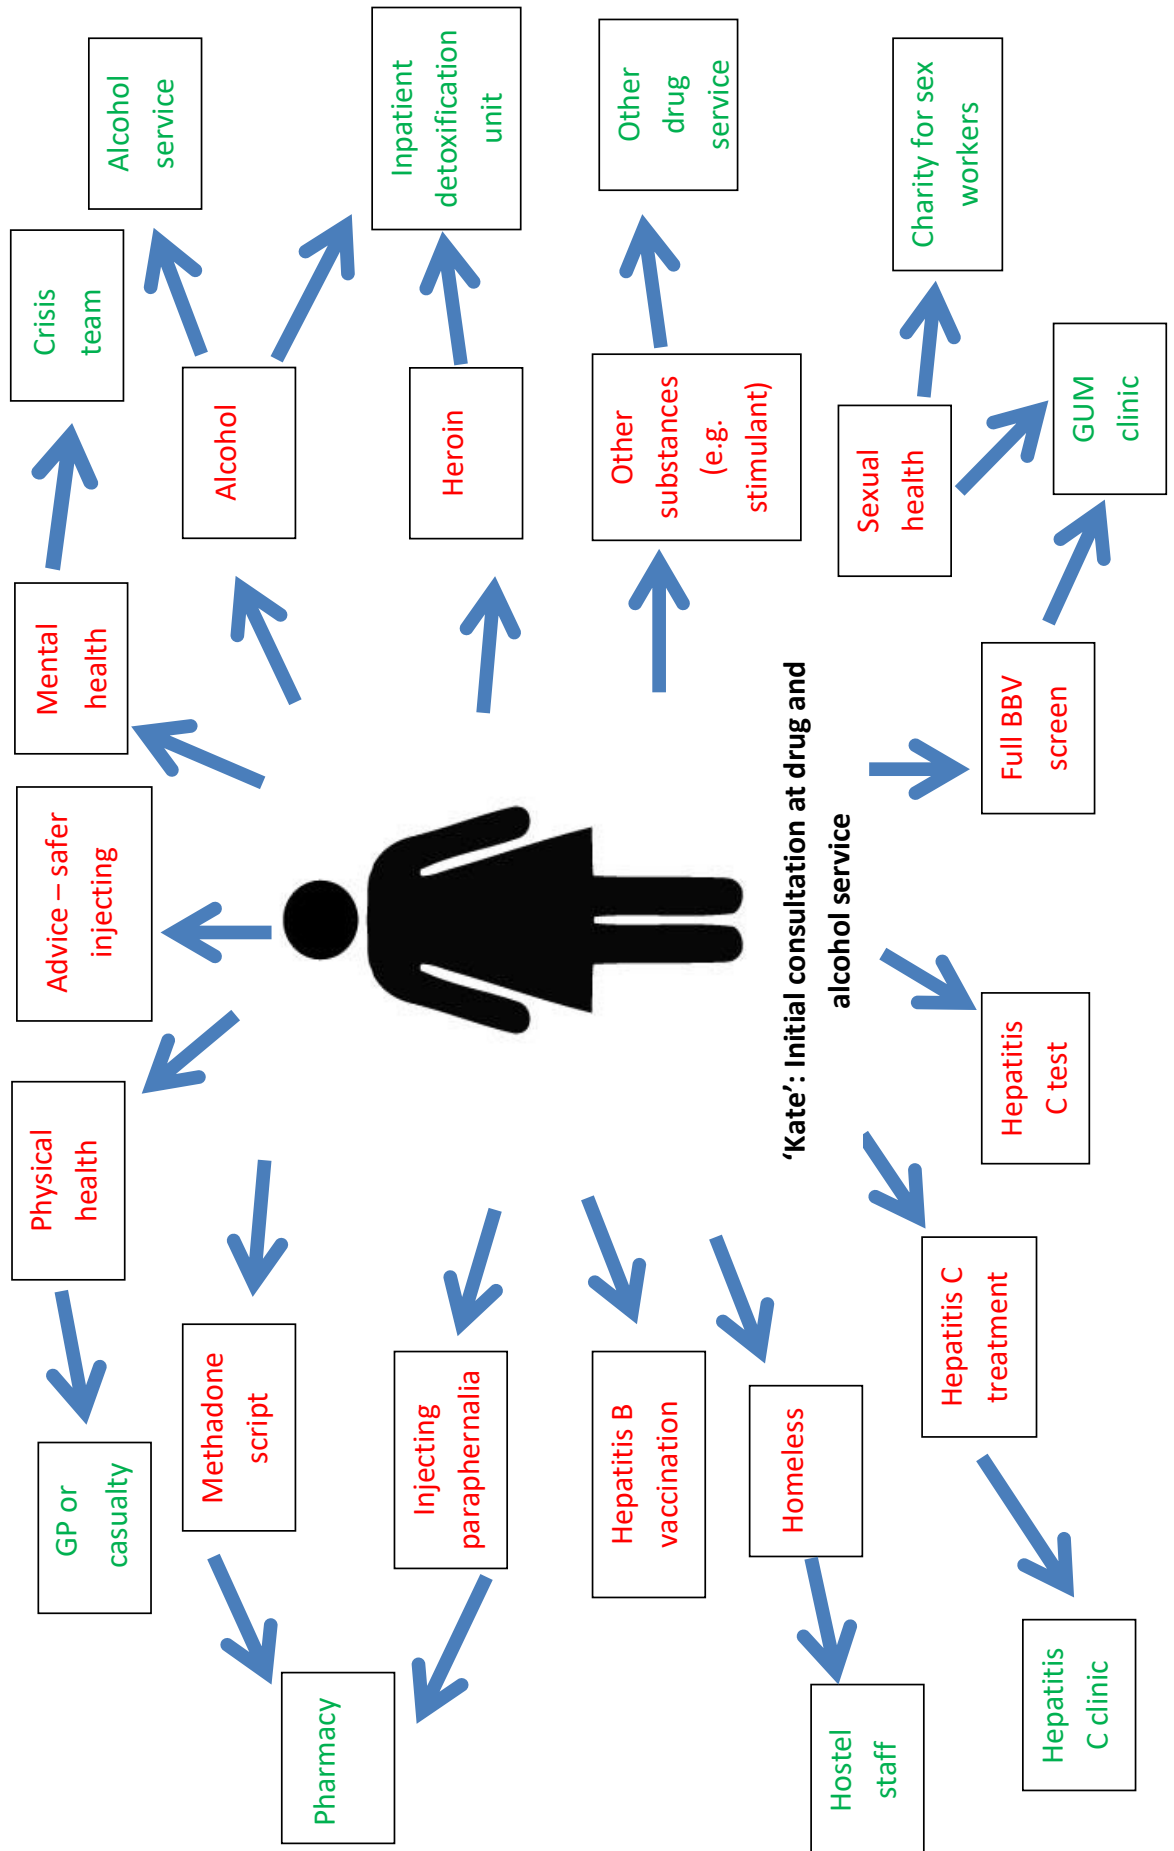 GP or
casualty
Physical
health
Advice – safer
injecting
Mental
health
Crisis
team
Alcohol
service
Methadone
script
Alcohol
Pharmacy
Injecting
paraphernalia
Heroin
Inpatient
detoxification
unit
Hepatitis B
vaccination
Other
substances
(e.g.
stimulant)
Other
drug
service
Homeless
‘Kate’: Initial consultation at drug and
alcohol service
Sexual
health
Charity for sex
workers
Hostel
staff
Hepatitis C
treatment
Hepatitis
C test
Full BBV
screen
Hepatitis
C clinic
GUM
clinic